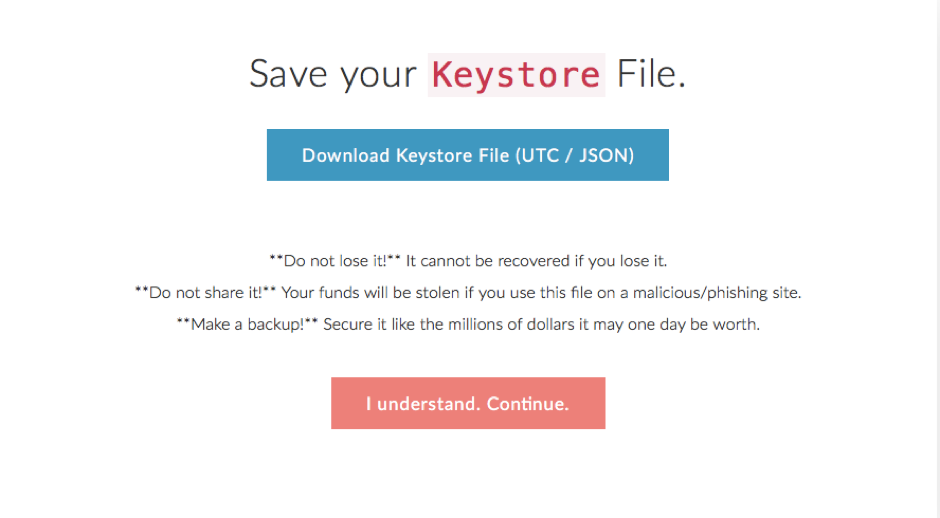 Save your Keystore File.
Download Keystore File (UTC / JSON)
**Do not lose it!** It cannot be recovered if you lose it.
**Do not share it!** Your funds will be stolen if you use this file on a malicious/phishing site.
**Make a backup!** Secure it like the millions of dollars it may one day be worth.
I understand. Continue.